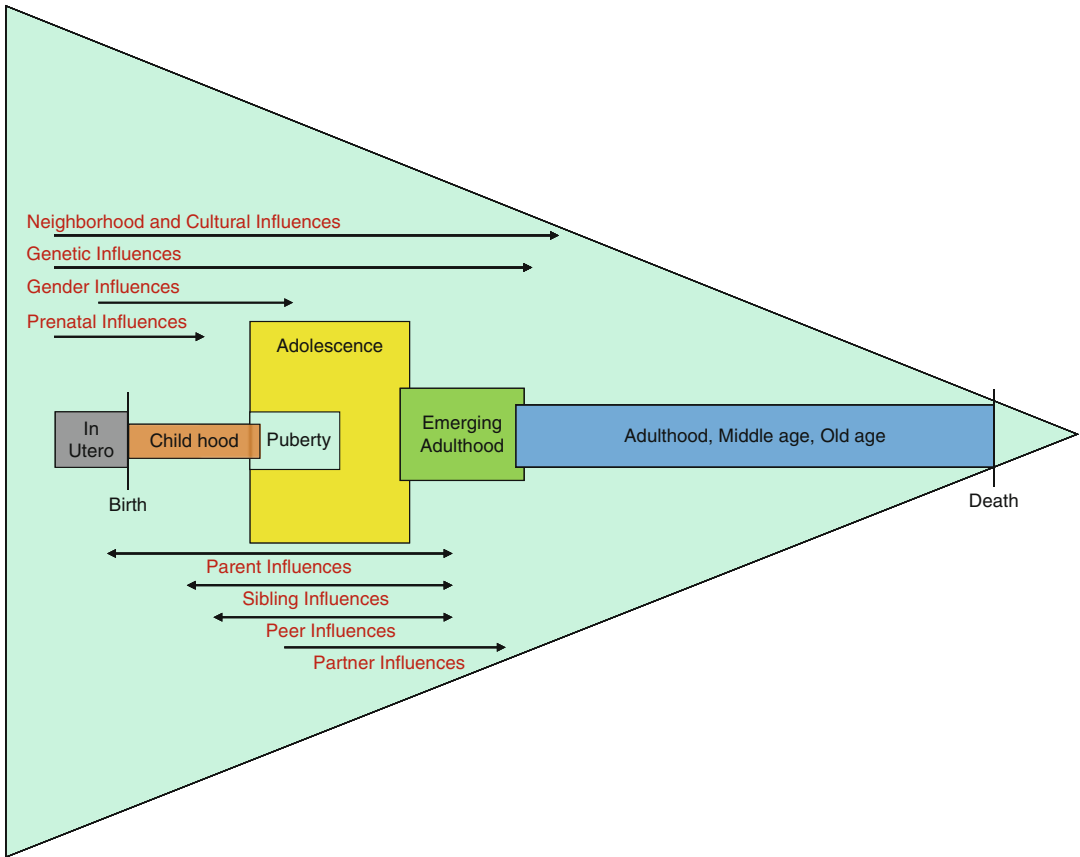 Neighborhood and Cultural Influences
Genetic Influences
Gender Influences
Prenatal Influences
Adolescence
In
Utero
Child hood
Puberty
Emerging
Adulthood
Adulthood, Middle age, Old age
Birth
Death
Parent Influences
Sibling Influences
Peer Influences
Partner Influences